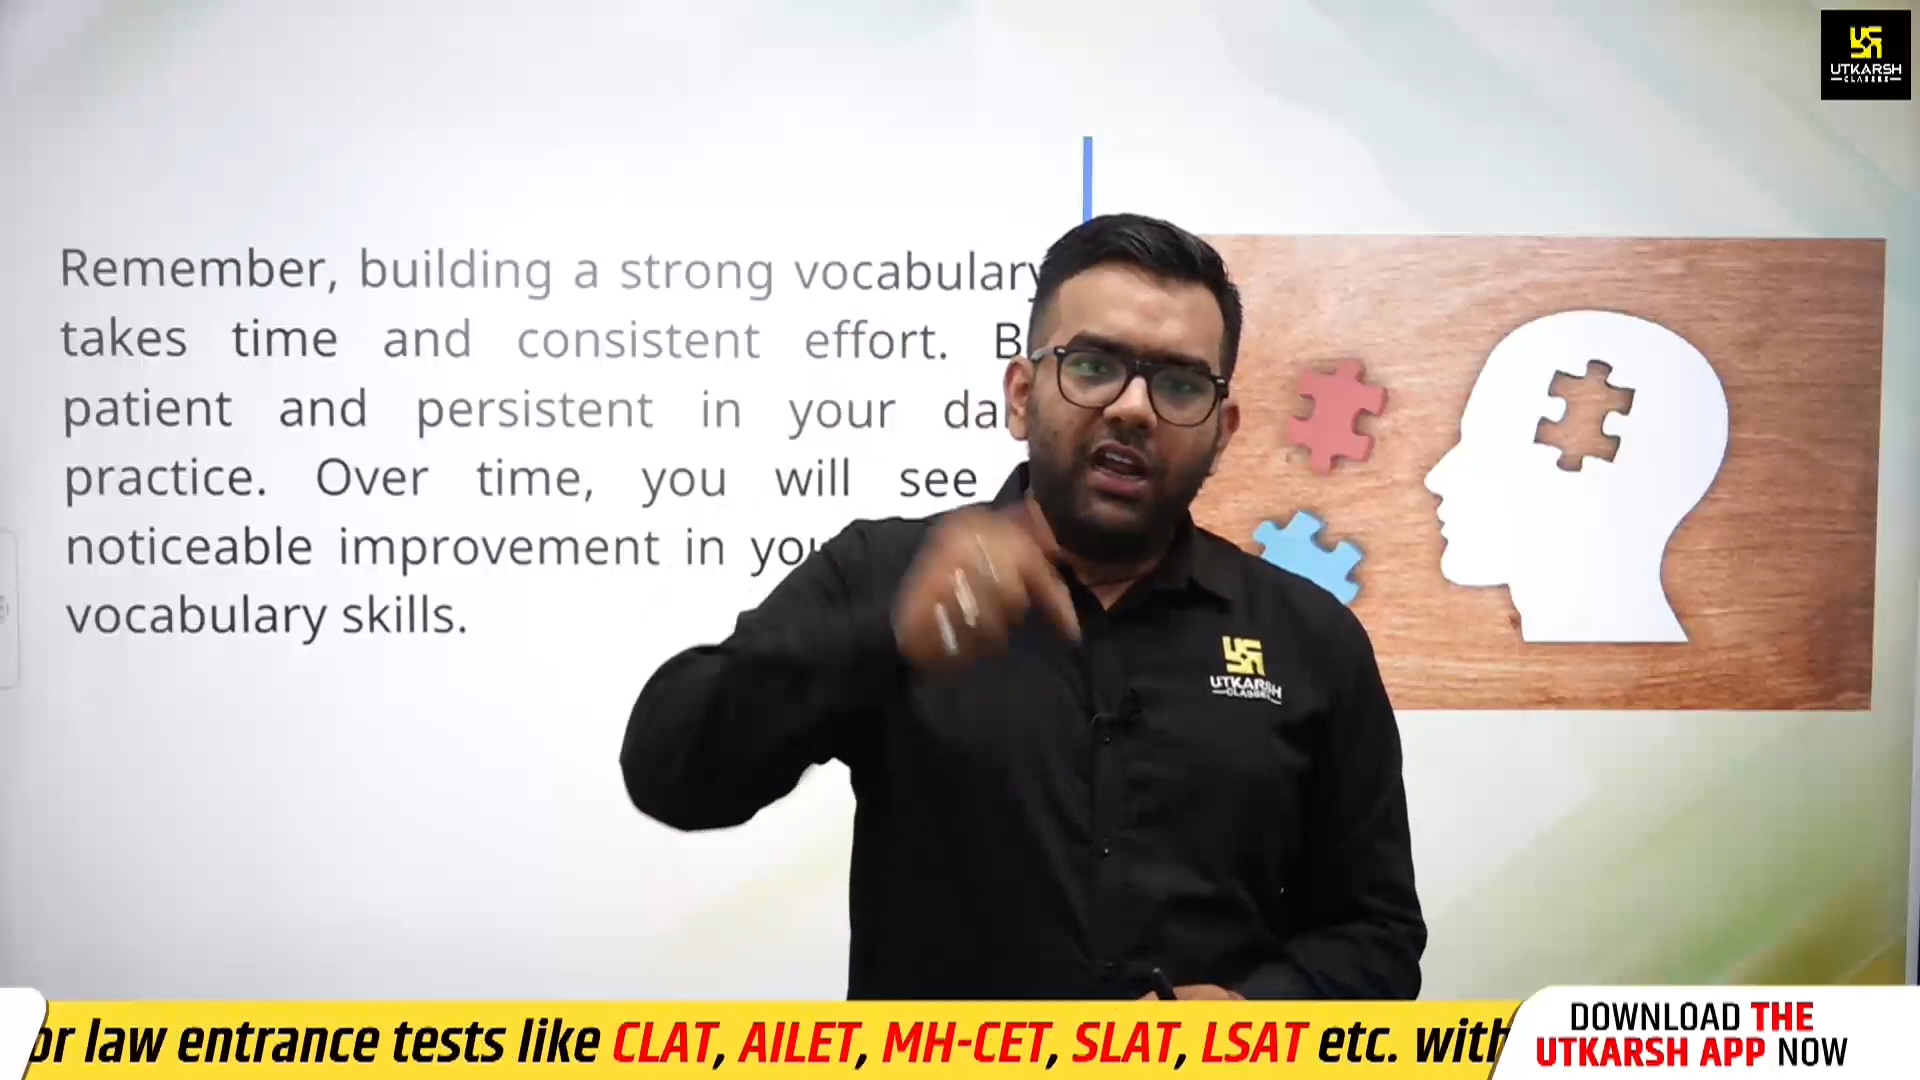 UTKARSH
CLASSES
Remember, building a strong vocabulary
takes time and consistent effort.
patient and persistent in your
practice. Over time, you will see
noticeable improvement in
vocabulary skills.
UTKARSH
CLASSES
or law entrance tests like CLAT, AILET, MH-CET, SLAT, LSAT etc. with
DOWNLOAD THE
UTKARSH APP NOW